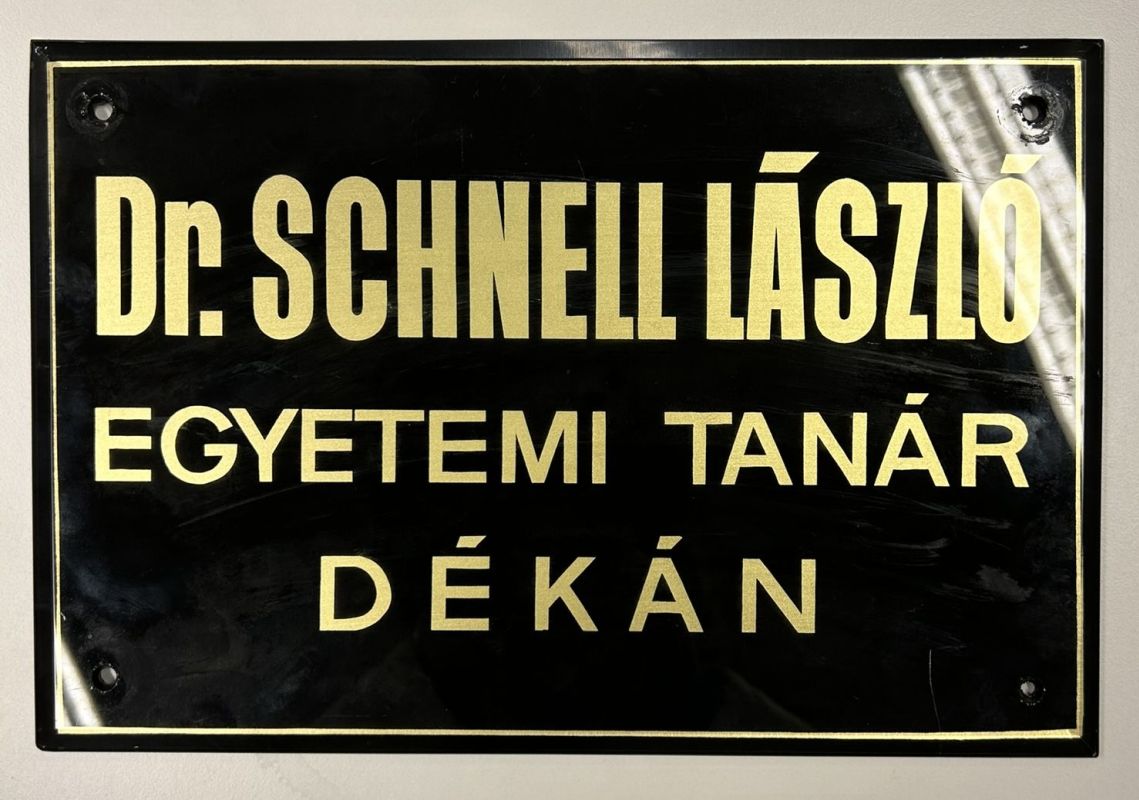 Dr. SCHNELL LÁSZLÓ
EGYETEMI TANÁR
DÉKÁN